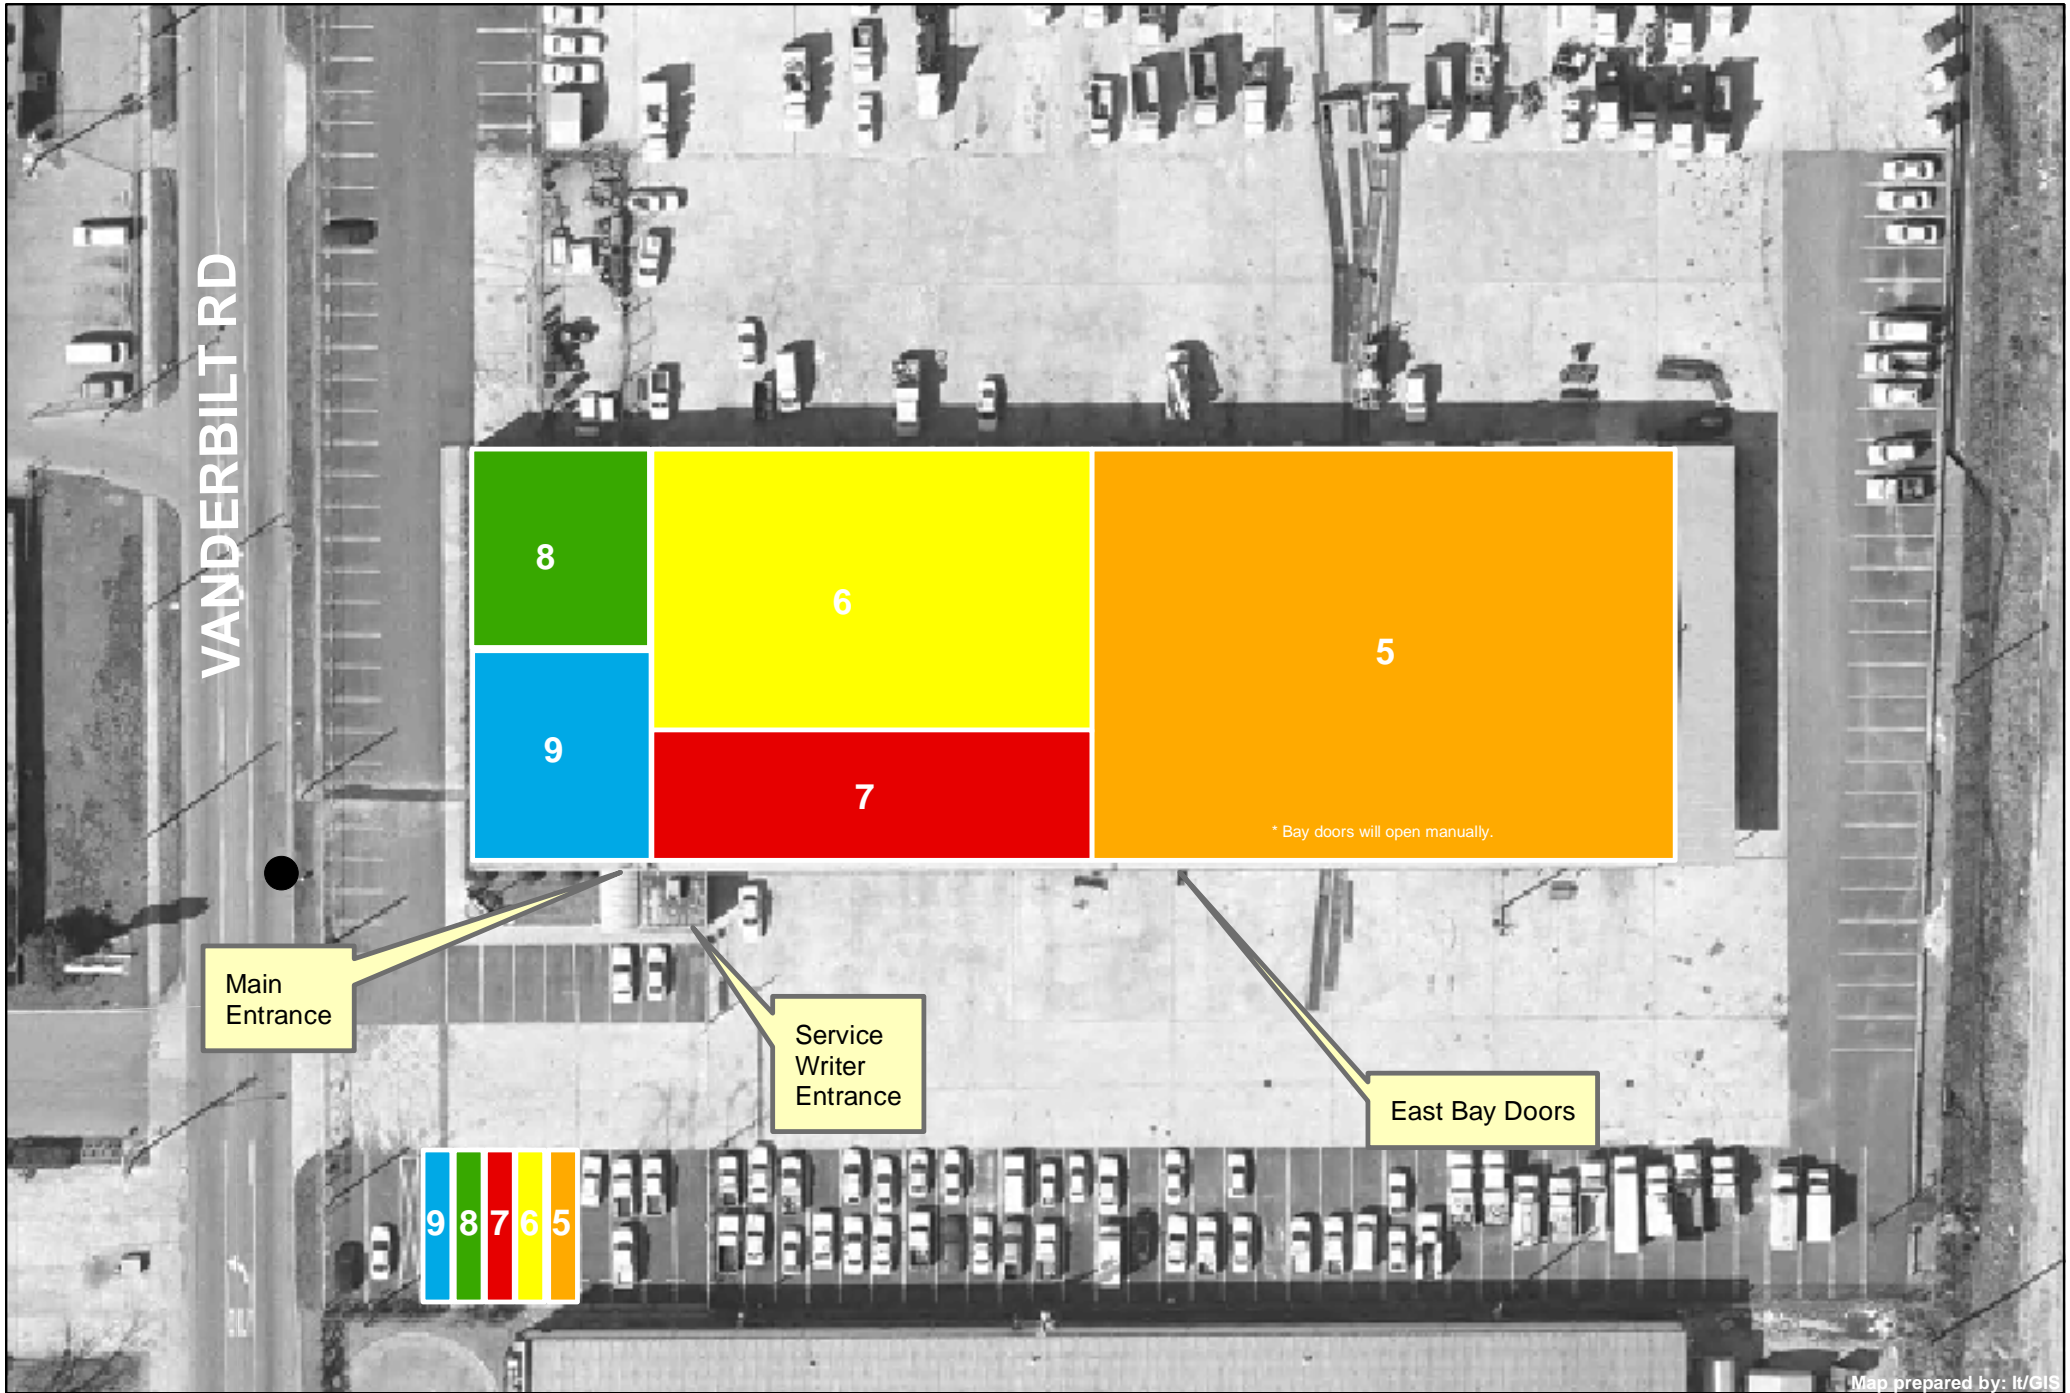 VANDERBILT RD
8
6
5
9
7
* Bay doors will open manually.
Main
Entrance
Service
Writer
Entrance
East Bay Doors
9 8 7 6 5
Map prepared by: It/GIS